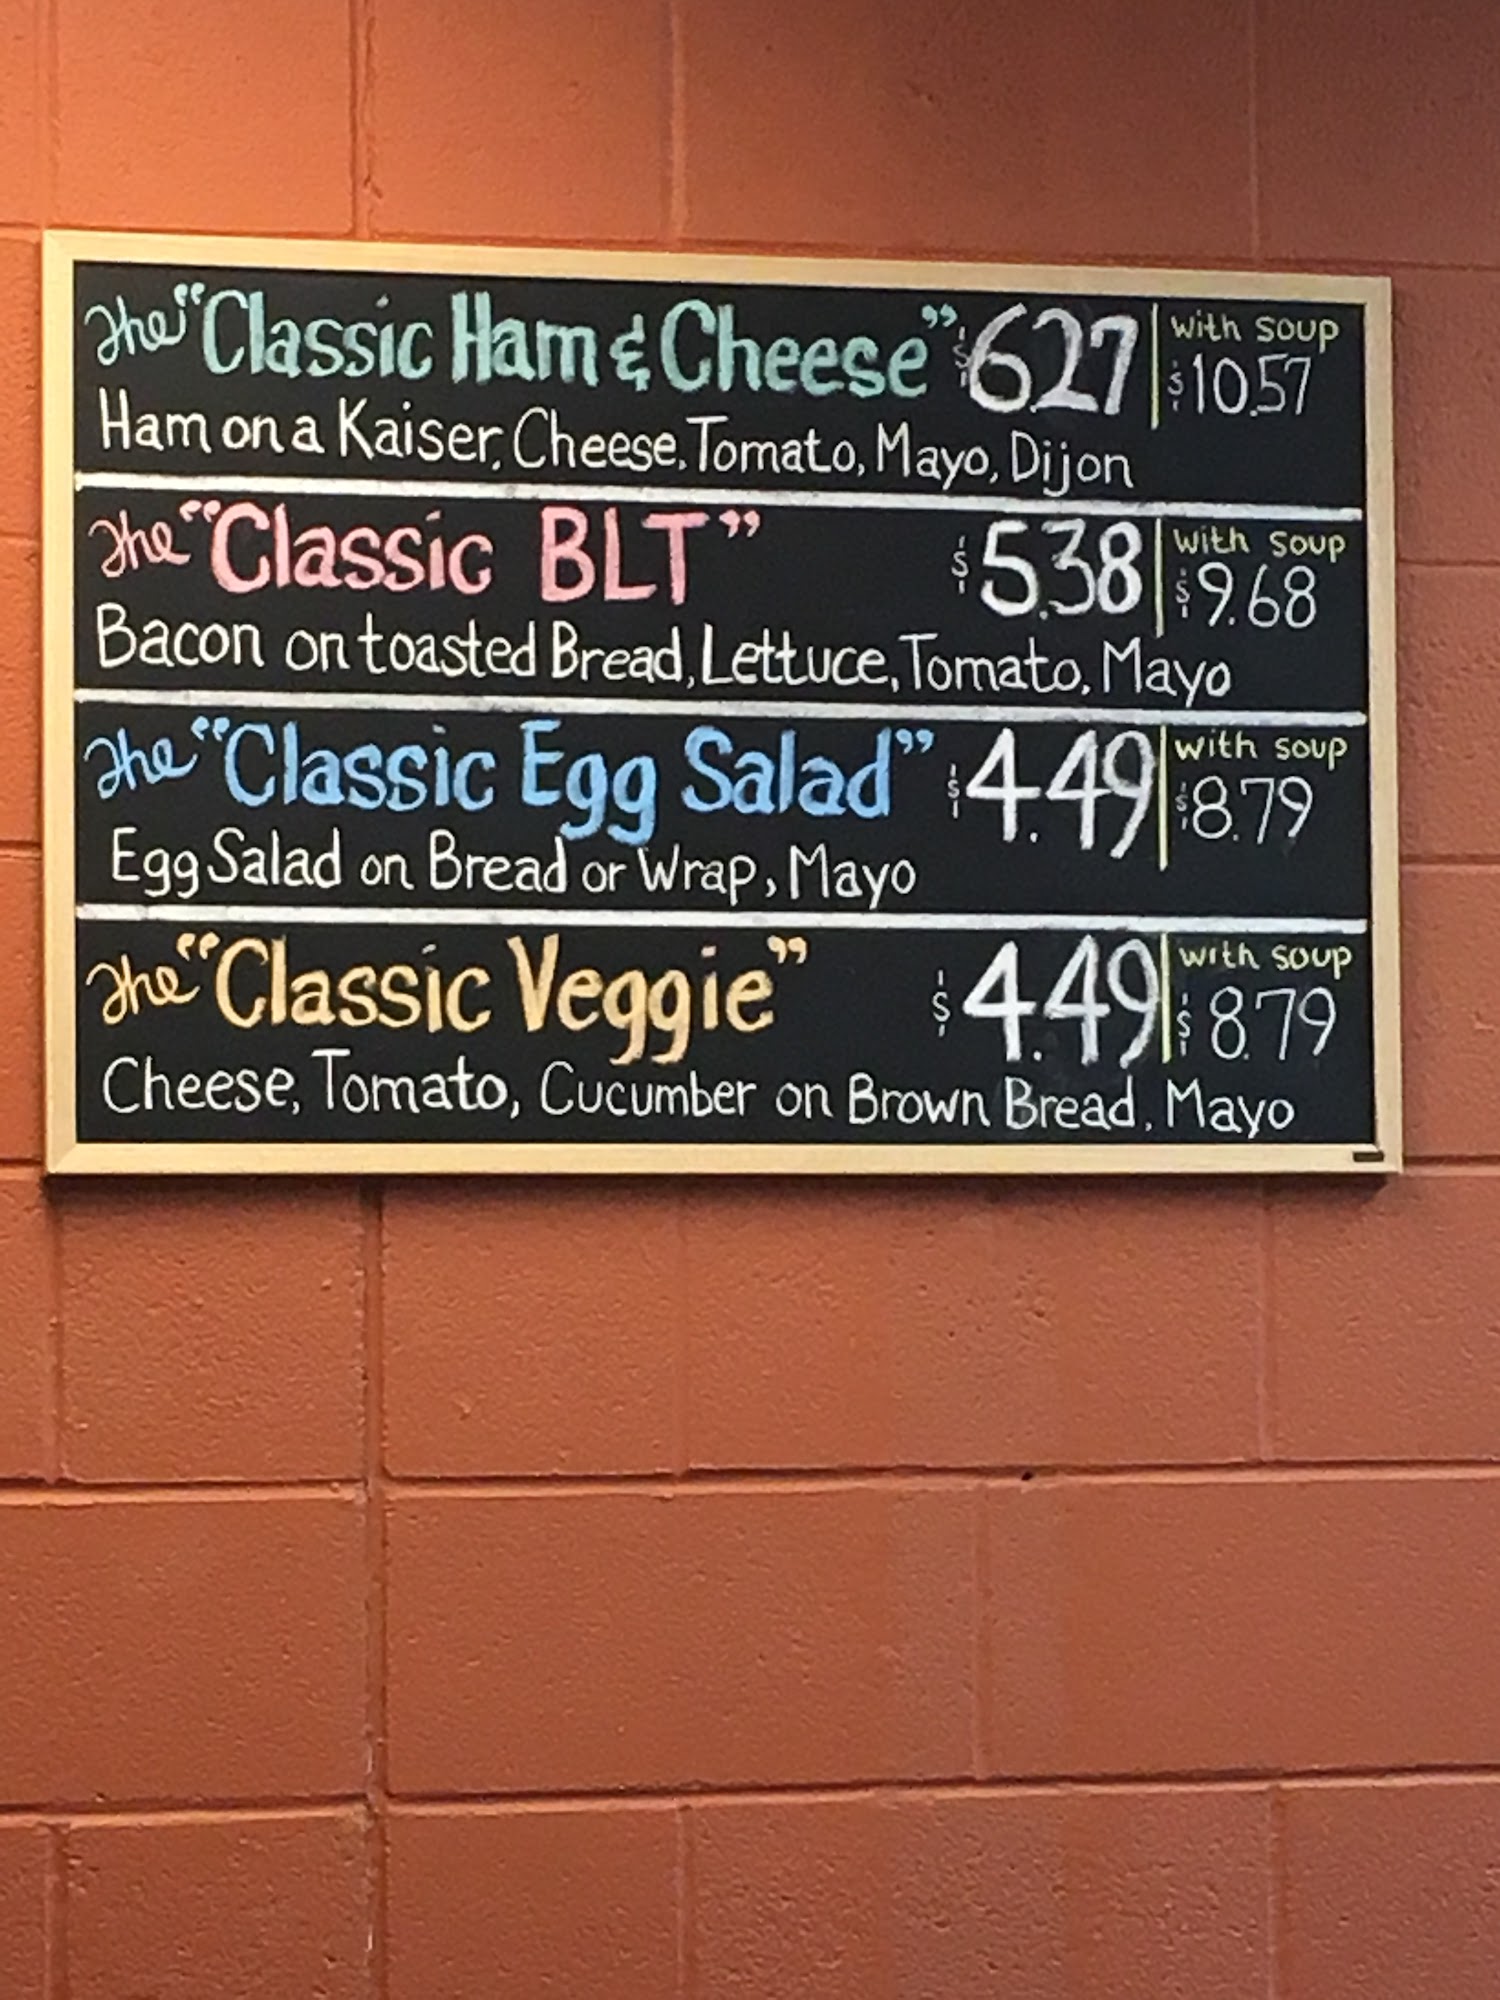 The "Classic Ham & Cheese" $6.27 with soup $10.57
Ham on a Kaiser, Cheese, Tomato, Mayo, Dijon
The "Classic BLT" $5.38 with soup $9.68
Bacon on toasted Bread, Lettuce, Tomato, Mayo
The "Classic Egg Salad" $4.49 with soup $8.79
Egg Salad on Bread or Wrap, Mayo
The "Classic Veggie" $4.49 with soup $8.79
Cheese, Tomato, Cucumber on Brown Bread, Mayo